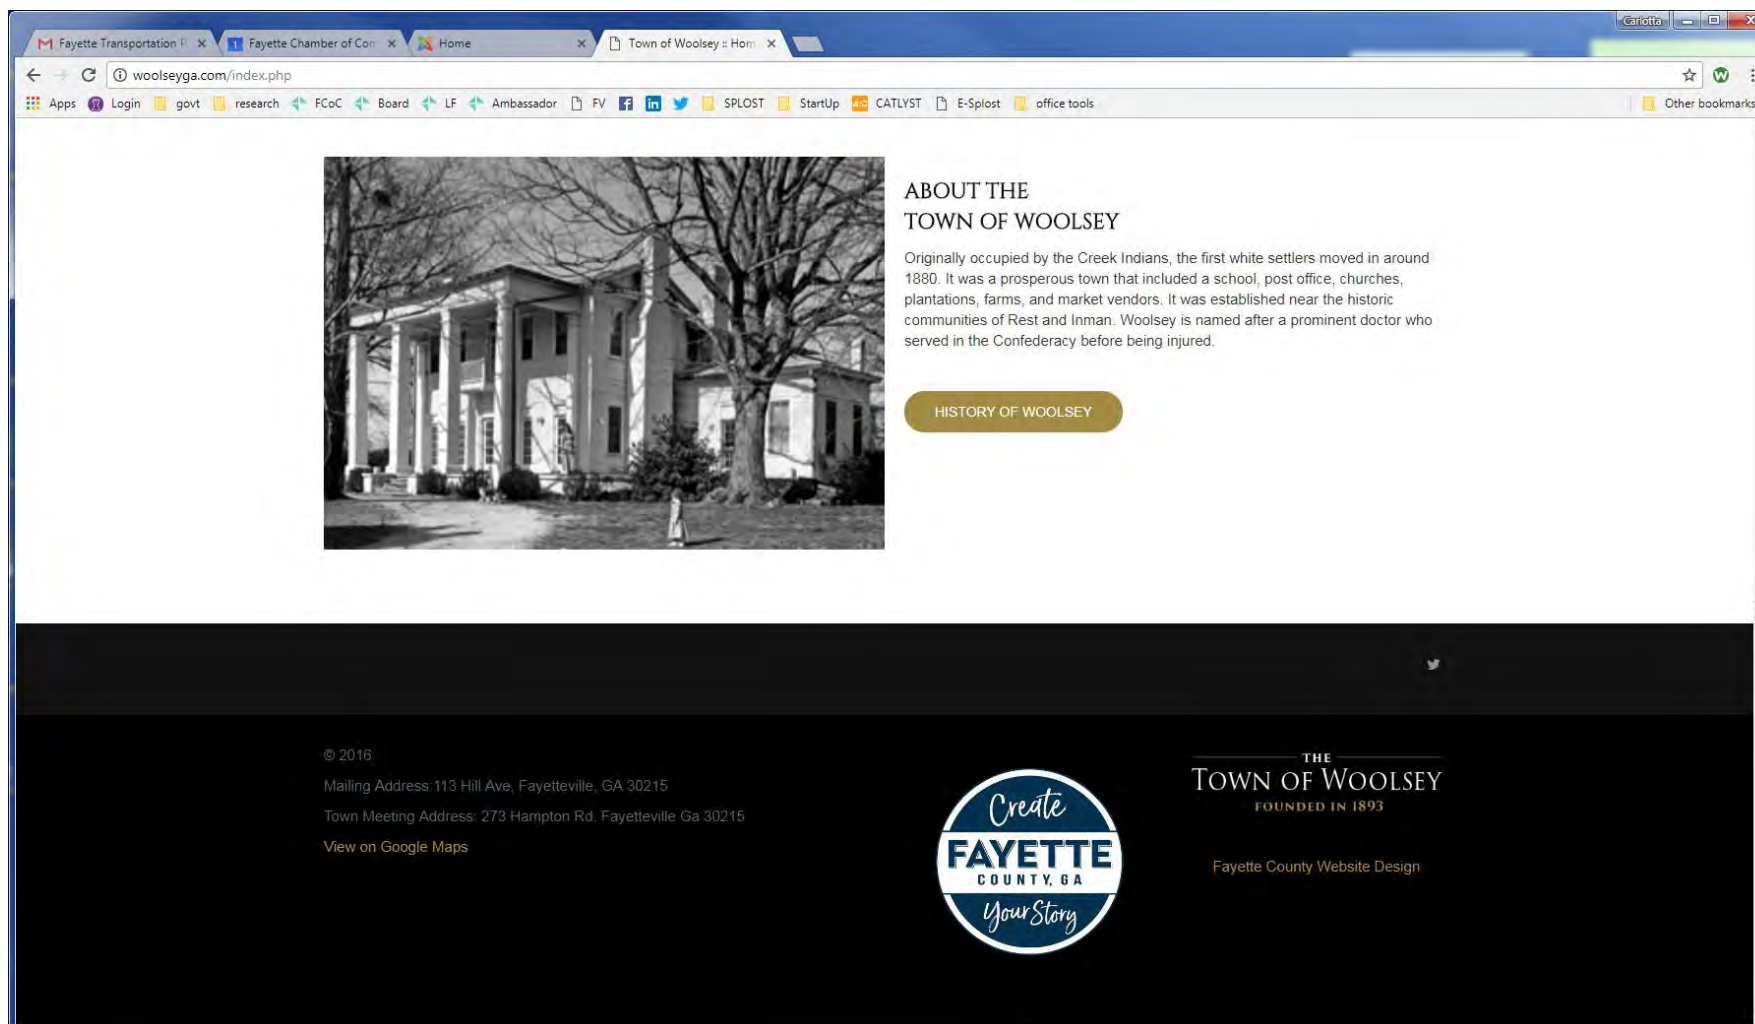 Carlotta
Fayette Transportation P
Fayette Chamber of Com
Home
Town of Woolsey :: Hom
woolseyga.com/index.php
Apps Login govt research FCoC Board LF Ambassador FV SPLOST StartUp CATLYST E-Splost office tools Other bookmarks
ABOUT THE
TOWN OF WOOLSEY
Originally occupied by the Creek Indians, the first white settlers moved in around
1880. It was a prosperous town that included a school, post office, churches,
plantations, farms, and market vendors. It was established near the historic
communities of Rest and Inman. Woolsey is named after a prominent doctor who
served in the Confederacy before being injured.
HISTORY OF WOOLSEY
© 2016
Mailing Address:113 Hill Ave, Fayetteville, GA 30215
Town Meeting Address: 273 Hampton Rd. Fayetteville Ga 30215
View on Google Maps
Create
FAYETTE
COUNTY, GA
Your Story
THE
TOWN OF WOOLSEY
FOUNDED IN 1893
Fayette County Website Design